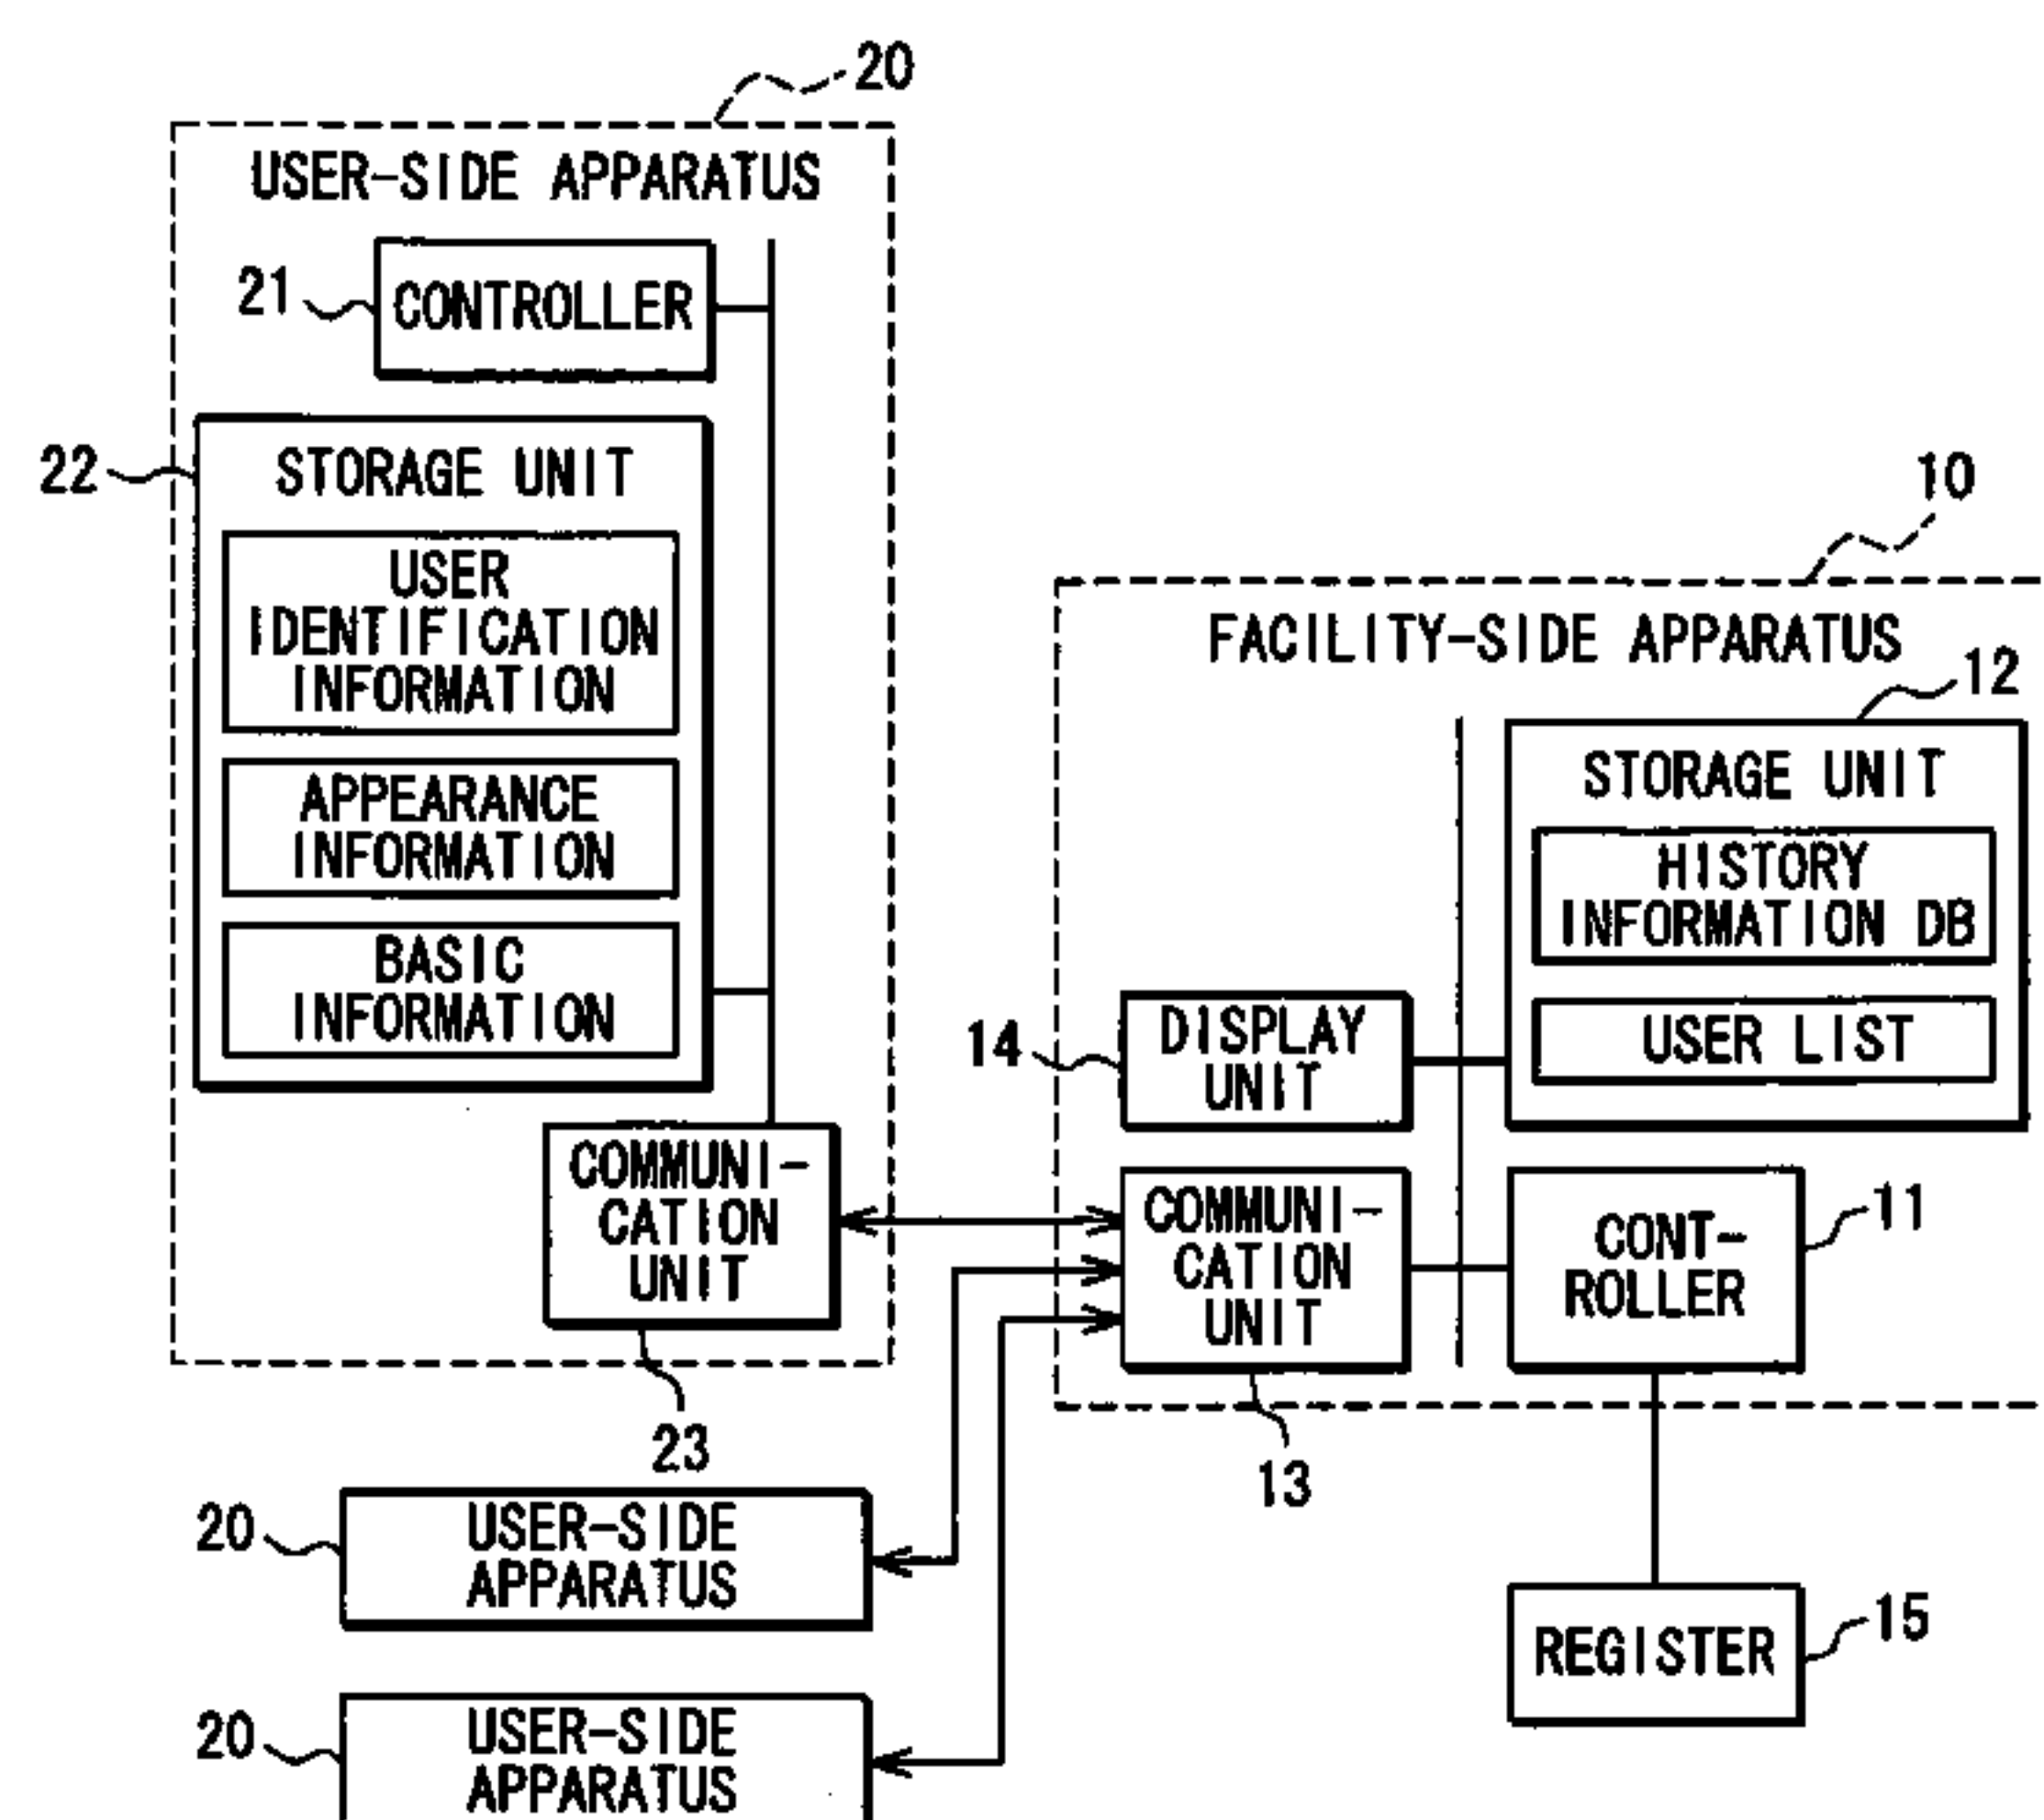 20
USER-SIDE APPARATUS
21
CONTROLLER
22
STORAGE UNIT
USER
IDENTIFICATION
INFORMATION
APPEARANCE
INFORMATION
BASIC
INFORMATION
COMMUNI-
CATION
UNIT
23
10
FACILITY-SIDE APPARATUS
12
STORAGE UNIT
HISTORY
INFORMATION DB
USER LIST
14
DISPLAY
UNIT
COMMUNI-
CATION
UNIT
13
CONT-
ROLLER
11
20
USER-SIDE
APPARATUS
20
USER-SIDE
APPARATUS
REGISTER
15